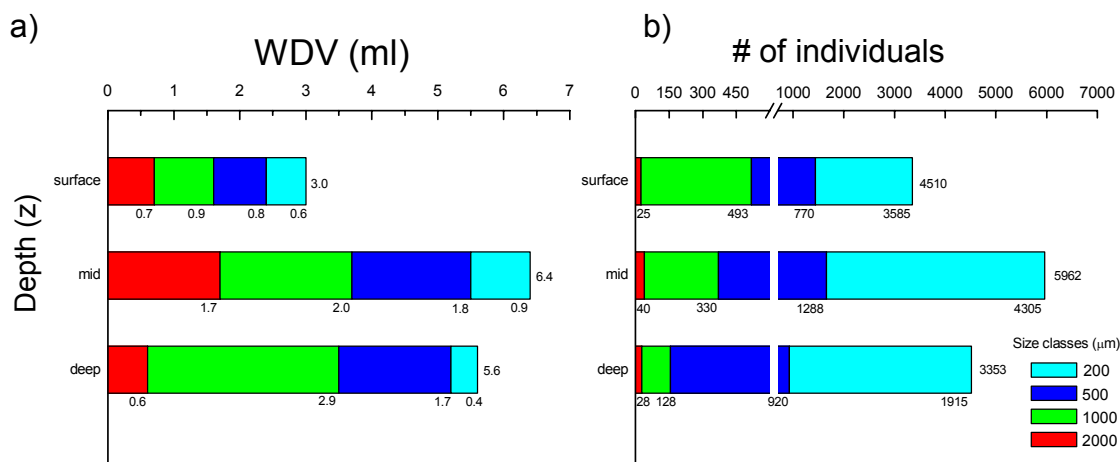 a)
WDV (ml)
0 1 2 3 4 5 6 7
Depth (z)
surface
3.0
0.7 0.9 0.8 0.6
mid
6.4
1.7 2.0 1.8 0.9
deep
5.6
0.6 2.9 1.7 0.4
b)
# of individuals
0 150 300 450 1000 2000 3000 4000 5000 6000 7000
surface
4510
25 493 770 3585
mid
5962
40 330 1288 4305
deep
3353
28 128 920 1915
Size classes (μm)
200
500
1000
2000